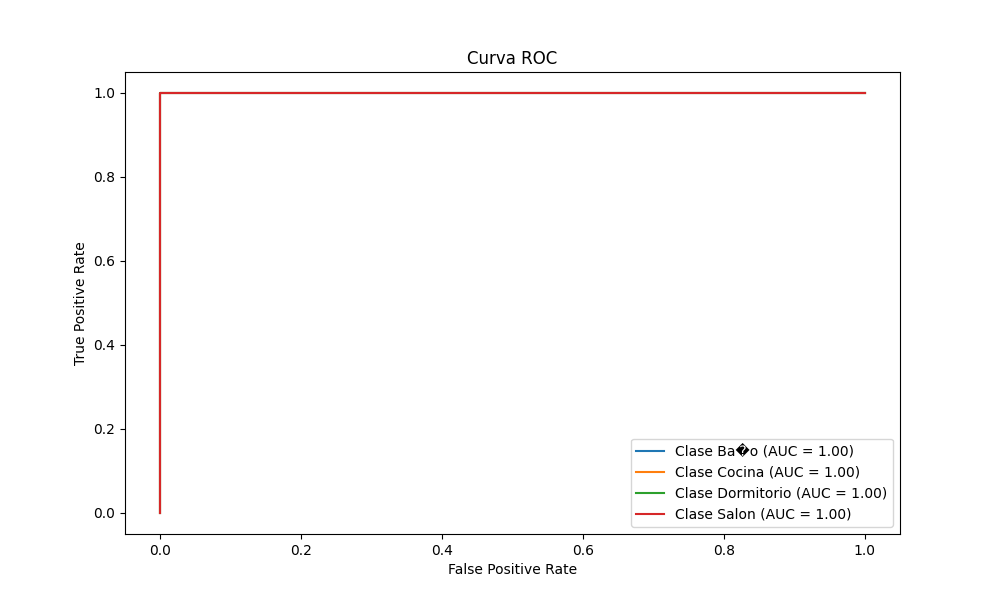 Curva ROC
True Positive Rate
1.0
0.8
0.6
0.4
0.2
0.0
Clase Ba�o (AUC = 1.00)
Clase Cocina (AUC = 1.00)
Clase Dormitorio (AUC = 1.00)
Clase Salon (AUC = 1.00)
0.0 0.2 0.4 0.6 0.8 1.0
False Positive Rate